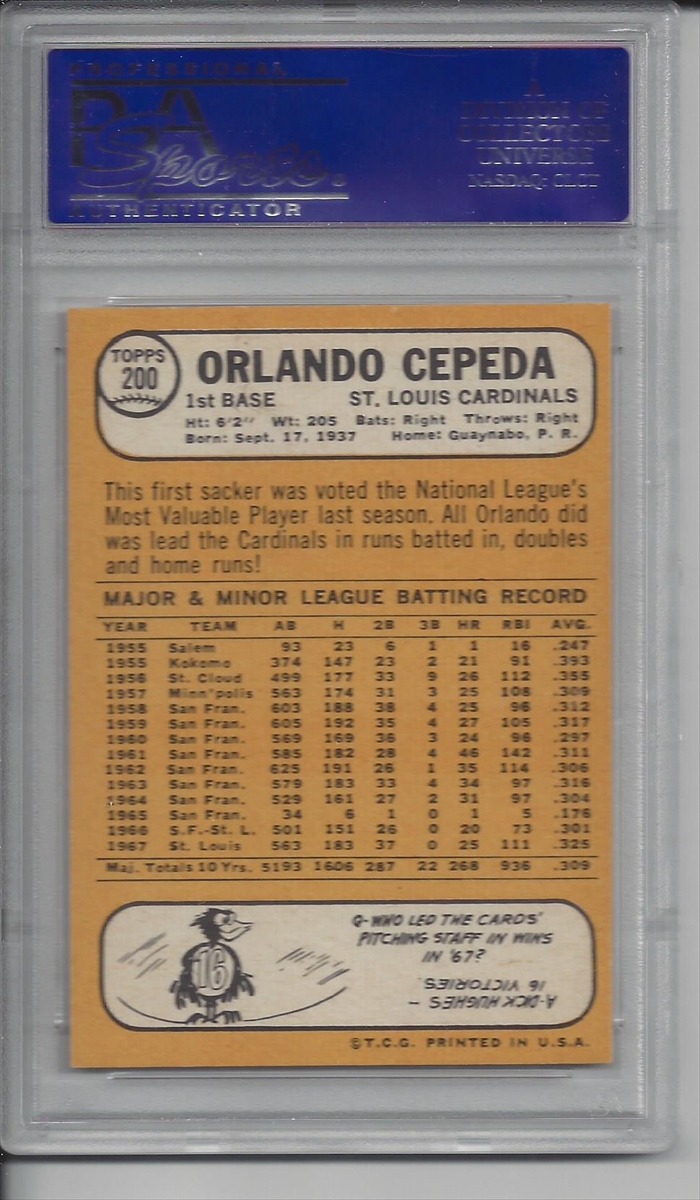 PROFESSIONAL
PSA
Sports
AUTHENTICATOR
A
DIVISION OF
COLLECTORS
UNIVERSE
NASDAQ: CLCT
TOPPS
200
ORLANDO CEPEDA
1st BASE ST. LOUIS CARDINALS
Ht: 6'2" Wt: 205 Bats: Right Throws: Right
Born: Sept. 17, 1937 Home: Guaynabo, P. R.
This first sacker was voted the National League's
Most Valuable Player last season. All Orlando did
was lead the Cardinals in runs batted in, doubles
and home runs!
MAJOR & MINOR LEAGUE BATTING RECORD
YEAR TEAM AB H 2B 3B HR RBI AVG.
1955 Salem 93 23 6 1 1 16 .247
1955 Kokomo 374 147 23 2 21 91 .393
1956 St. Cloud 499 177 33 9 26 112 .355
1957 Minn'polis 563 174 31 3 25 108 .309
1958 San Fran. 603 188 38 4 25 96 .312
1959 San Fran. 605 192 35 4 27 105 .317
1960 San Fran. 569 169 36 3 24 96 .297
1961 San Fran. 585 182 28 4 46 142 .311
1962 San Fran. 625 191 26 1 35 114 .306
1963 San Fran. 579 183 33 4 34 97 .316
1964 San Fran. 529 161 27 2 31 97 .304
1965 San Fran. 34 6 1 0 1 5 .176
1966 S.F.-St. L. 501 151 26 0 20 73 .301
1967 St. Louis 563 183 37 0 25 111 .325
Maj. Totals 10 Yrs. 5193 1606 287 22 268 936 .309
16
Q-WHO LED THE CARDS'
PITCHING STAFF IN WINS
IN '67?
A-DICK HUGHES -
16 VICTORIES.
©T.C.G. PRINTED IN U.S.A.